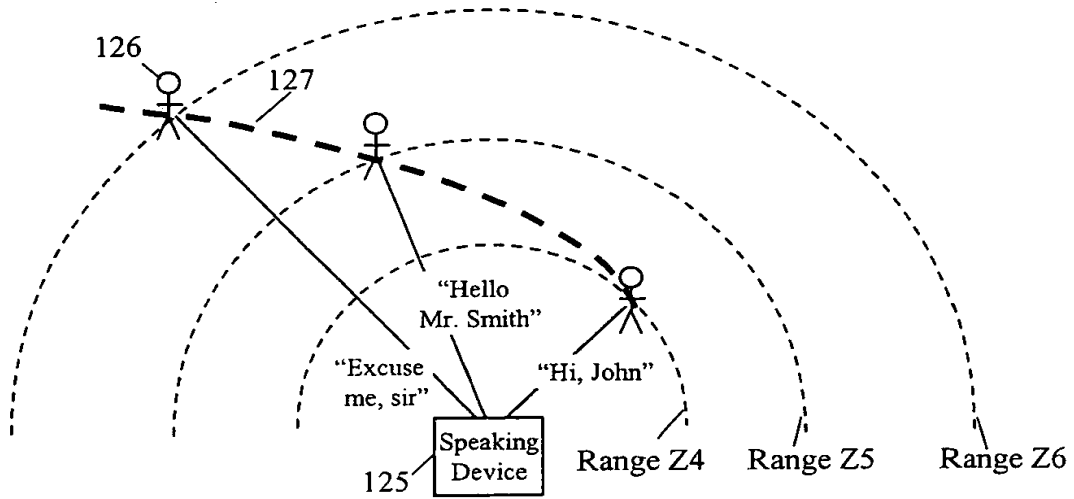 126
127
“Hello
Mr. Smith”
“Excuse
me, sir”
“Hi, John”
Speaking
Device
125
Range Z4
Range Z5
Range Z6